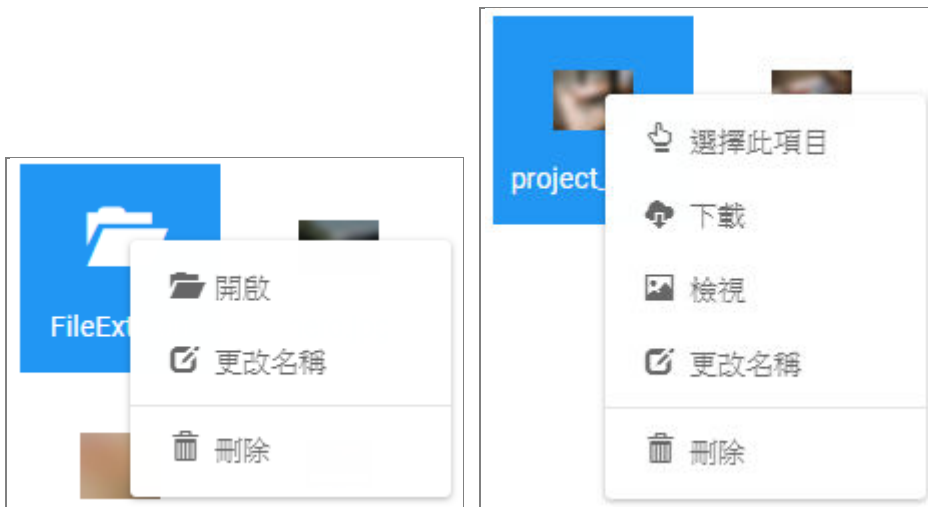 FileExt
開啟
更改名稱
刪除
project_
選擇此項目
下載
檢視
更改名稱
刪除